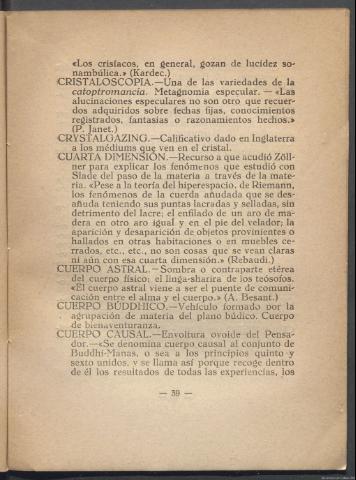 «Los crisíacos, en general, gozan de lucidez so-
nambúlica.» (Kardec.)
CRISTALOSCOPIA.—Una de las variedades de la
catoptromancia. Metagnomia especular. — «Las
alucinaciones especulares no son otro que recuer-
dos adquiridos sobre fechas fijas, conocimientos
registrados, fantasías o razonamientos hechos.»
(P. Janet.)
CRYSTALGAZING.—Calificativo dado en Inglaterra
a los médiums que ven en el cristal.
CUARTA DIMENSIÓN.—Recurso a que acudió Zöll-
ner para explicar los fenómenos que estudió con
Slade del paso de la materia a través de la mate-
ria. «Pese a la teoría del hiperespacio, de Riemann,
los fenómenos de la cuerda añudada que se des-
añuda teniendo sus puntas lacradas y selladas, sin
detrimento del lacre; el enfilado de un aro de ma-
dera en otro aro igual y en el pie del velador; la
aparición y desaparición de objetos provinientes o
hallados en otras habitaciones o en muebles ce-
rrados, etc., etc., no son cosas que se vean claras
ni aún con esa cuarta dimensión.» (Rebaudi.)
CUERPO ASTRAL.—Sombra o contraparte etérea
del cuerpo físico; el linga-sharira de los teósofos.
«El cuerpo astral viene a ser el puente de comuni-
cación entre el alma y el cuerpo.» (A. Besant.)
CUERPO BÚDDHICO.—Vehículo formado por la
agrupación de materia del plano búdico. Cuerpo
de bienaventuranza.
CUERPO CAUSAL.—Envoltura ovoide del Pensa-
dor.—«Se denomina cuerpo causal al conjunto de
Buddhi-Manas, o sea a los principios quinto y
sexto unidos, y se llama así porque recoge dentro
de él los resultados de todas las experiencias, los
— 39 —